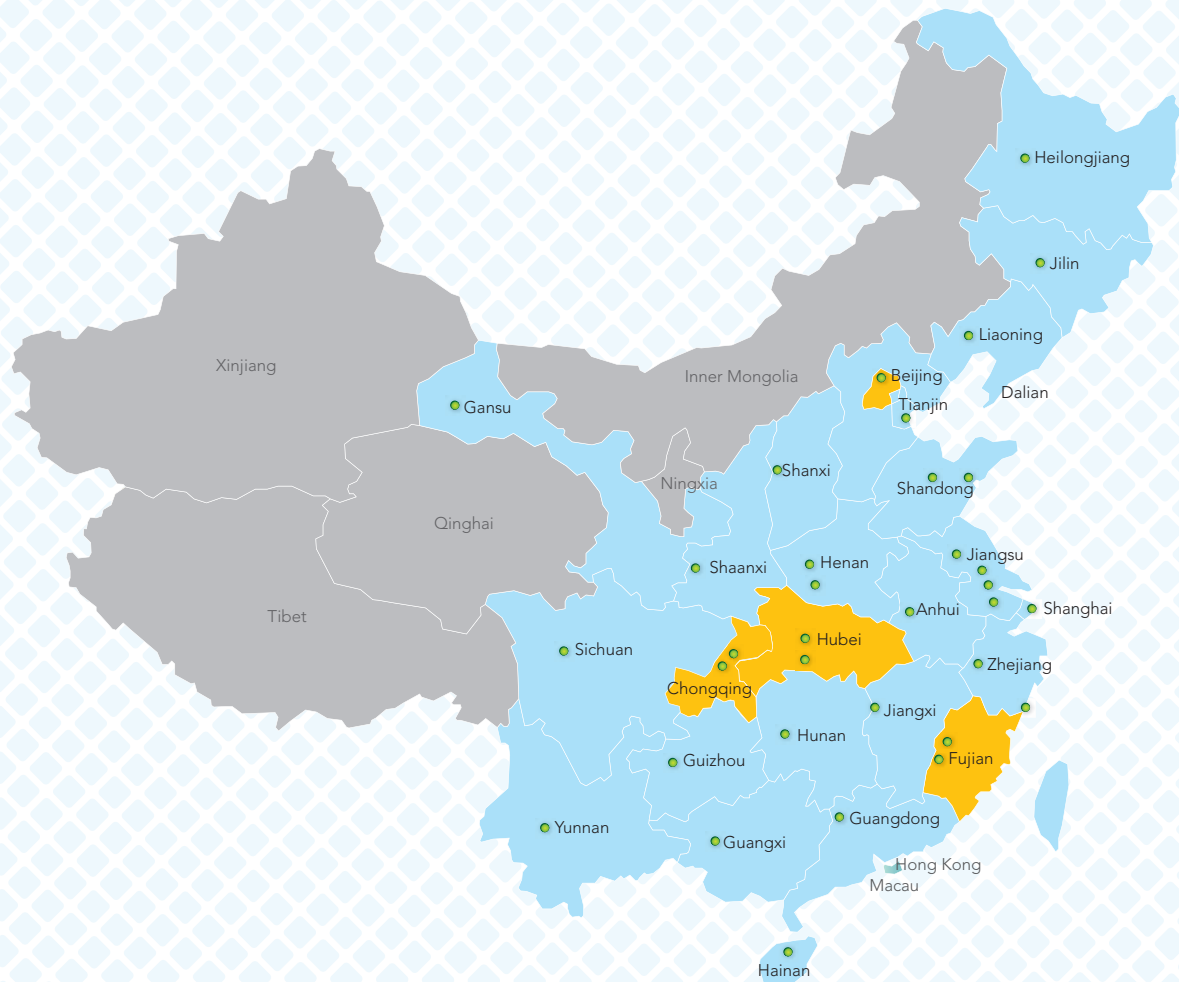 Heilongjiang
Jilin
Liaoning
Xinjiang
Inner Mongolia
Beijing
Dalian
Gansu
Tianjin
Shanxi
Ningxia
Shandong
Qinghai
Jiangsu
Henan
Shaanxi
Shanghai
Anhui
Tibet
Hubei
Sichuan
Zhejiang
Chongqing
Jiangxi
Hunan
Fujian
Guizhou
Guangdong
Yunnan
Guangxi
Hong Kong
Macau
Hainan